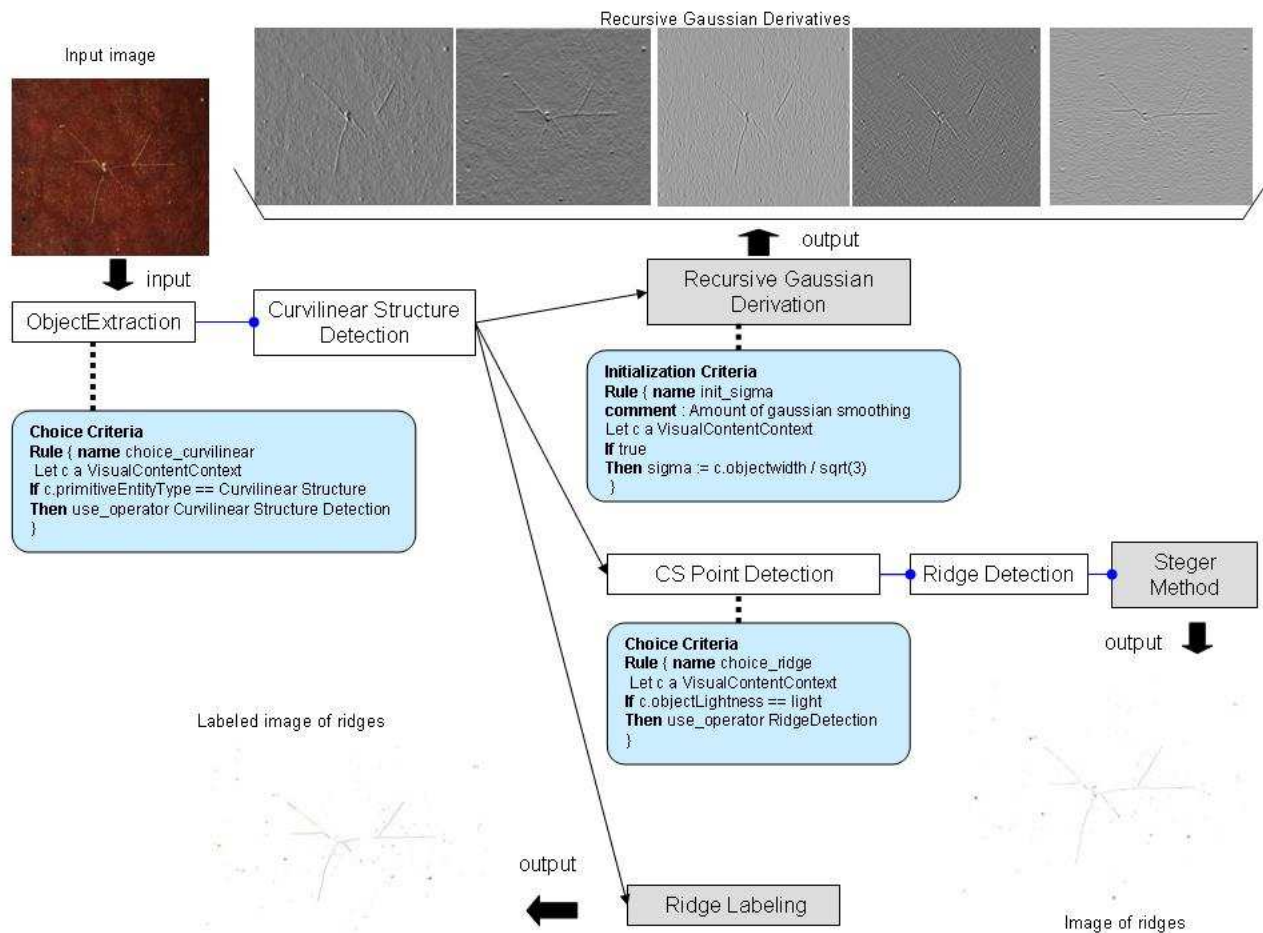 Recursive Gaussian Derivatives
Input image
output
input
Recursive Gaussian
Derivation
ObjectExtraction
Curvilinear Structure
Detection
Initialization Criteria
Rule { name init_sigma
comment : Amount of gaussian smoothing
Let c a VisualContentContext
If true
Then sigma := c.objectwidth / sqrt(3)
}
Choice Criteria
Rule { name choice_curvilinear
Let c a VisualContentContext
If c.primitiveEntityType == Curvilinear Structure
Then use_operator Curvilinear Structure Detection
}
CS Point Detection
Ridge Detection
Steger
Method
output
Choice Criteria
Rule { name choice_ridge
Let c a VisualContentContext
If c.objectLightness == light
Then use_operator RidgeDetection
}
Labeled image of ridges
output
Ridge Labeling
Image of ridges